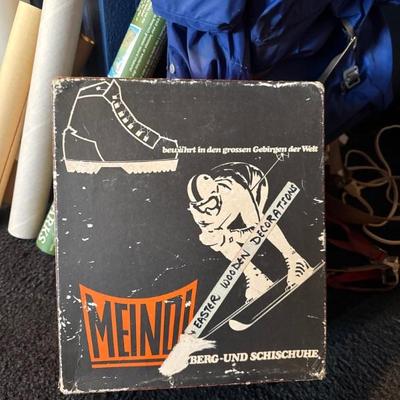 bewährt in den grossen Gebirgen der Welt
EASTER WOODEN DECORATIONS
MEINDL
BERG-UND SCHISCHUHE